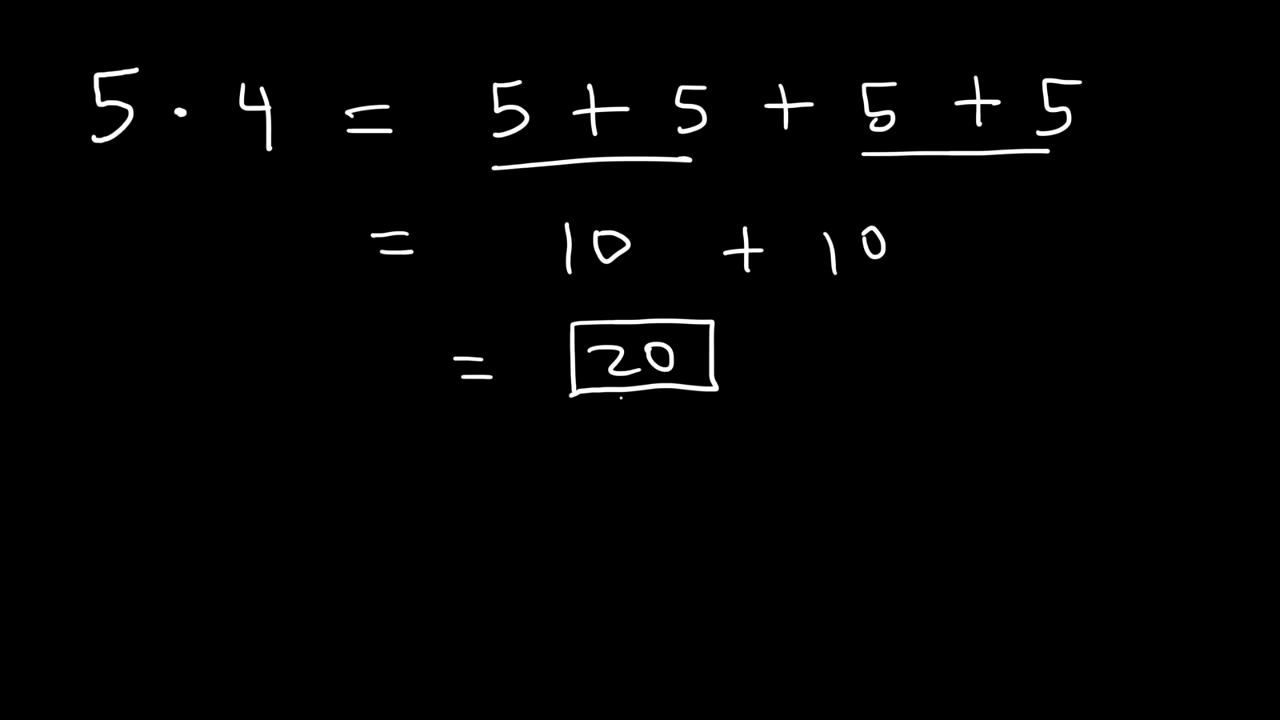 5 · 4 = 5 + 5 + 5 + 5
= 10 + 10
= 20